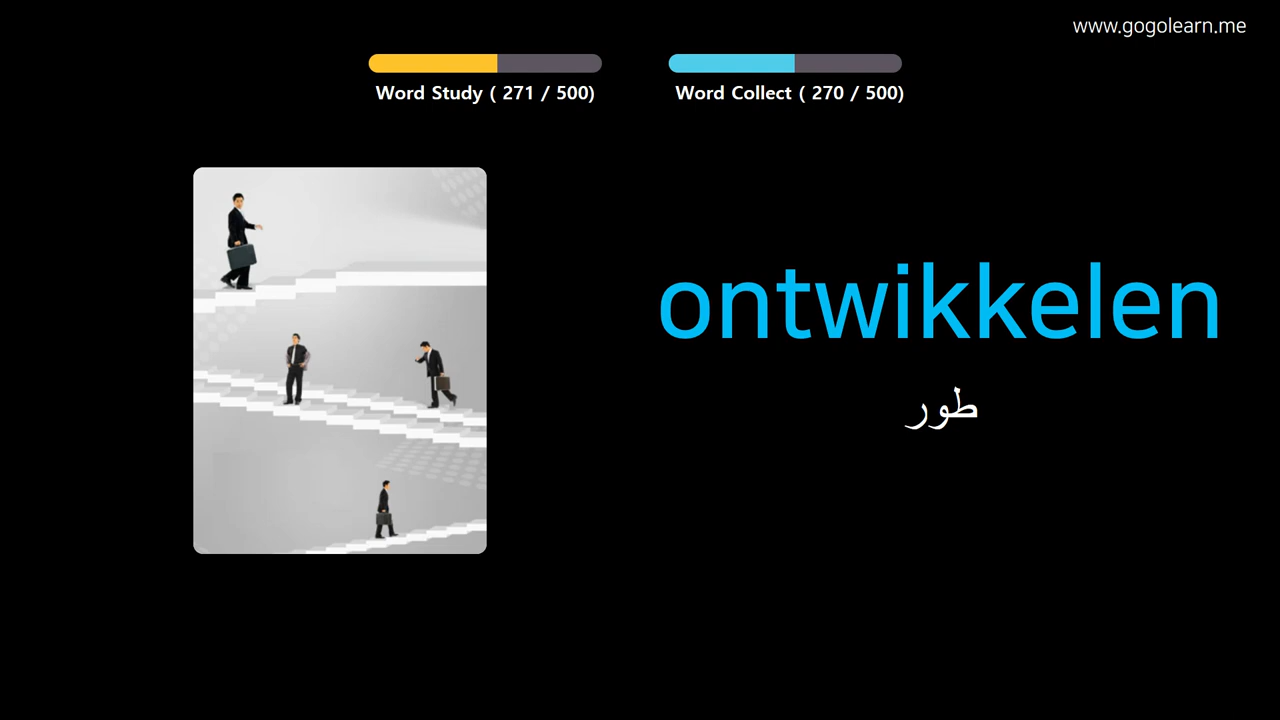 www.gogolearn.me
Word Study ( 271 / 500)
Word Collect ( 270 / 500)
ontwikkelen
طور